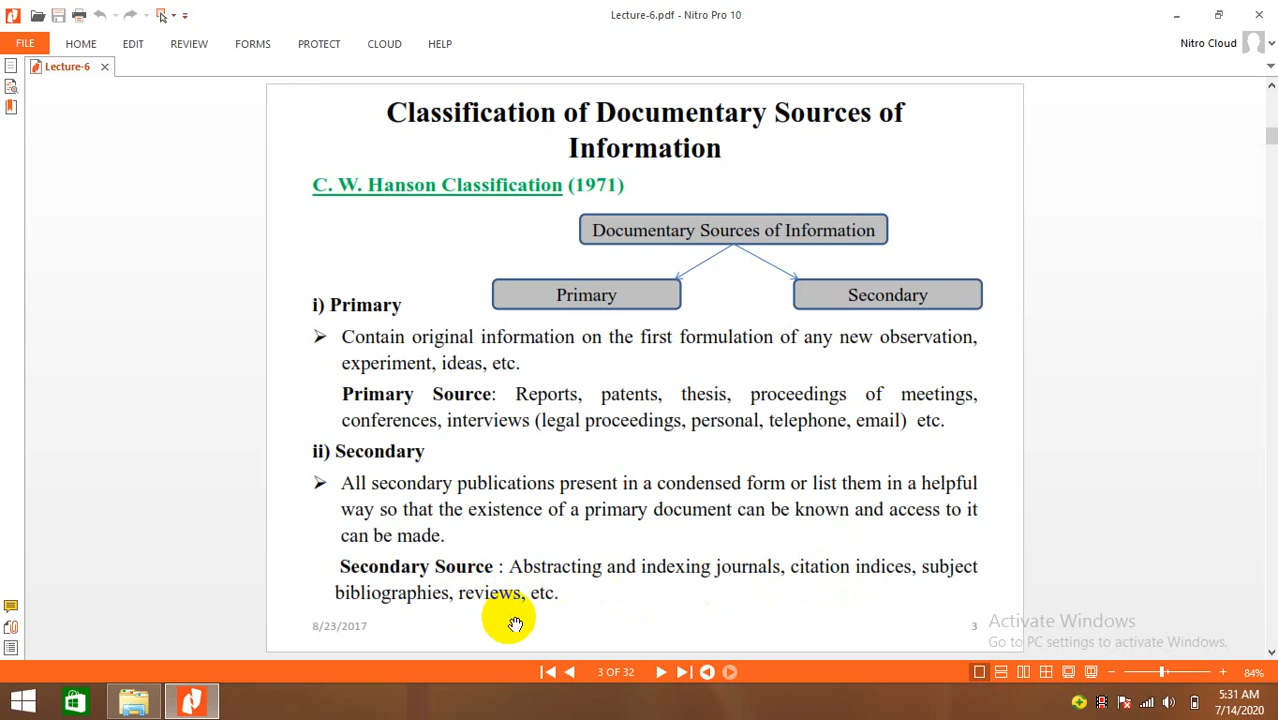 Lecture-6.pdf - Nitro Pro 10
FILE HOME EDIT REVIEW FORMS PROTECT CLOUD HELP Nitro Cloud
Lecture-6
Classification of Documentary Sources of
Information
C. W. Hanson Classification (1971)
Documentary Sources of Information
Primary Secondary
i) Primary
Contain original information on the first formulation of any new observation,
experiment, ideas, etc.
Primary Source: Reports, patents, thesis, proceedings of meetings,
conferences, interviews (legal proceedings, personal, telephone, email) etc.
ii) Secondary
All secondary publications present in a condensed form or list them in a helpful
way so that the existence of a primary document can be known and access to it
can be made.
Secondary Source : Abstracting and indexing journals, citation indices, subject
bibliographies, reviews, etc.
8/23/2017 3
Activate Windows
Go to PC settings to activate Windows.
3 OF 32 84%
5:31 AM
7/14/2020